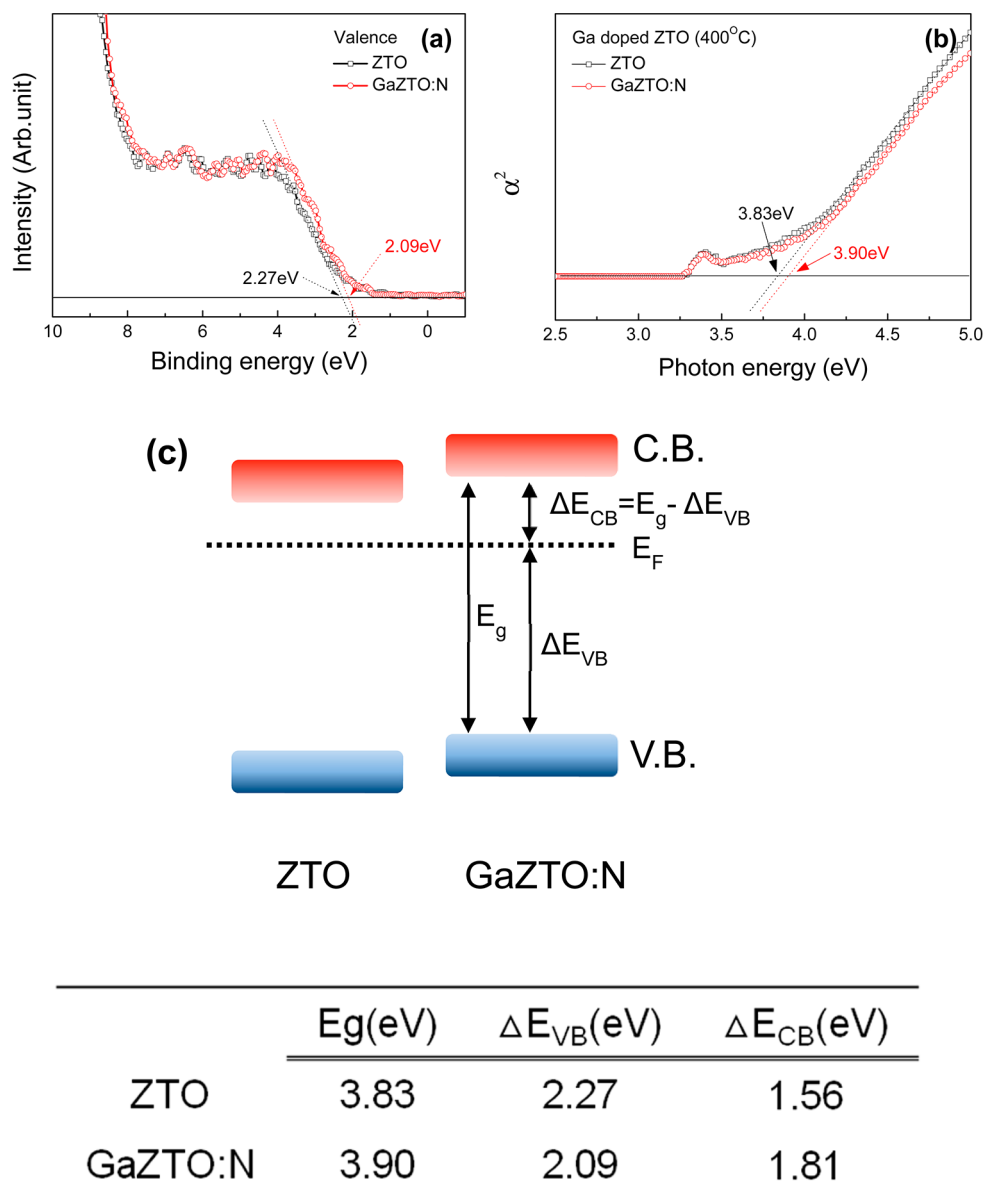 Valence (a)
ZTO
GaZTO:N
Intensity (Arb.unit)
2.09eV
2.27eV
10 8 6 4 2 0
Binding energy (eV)
Ga doped ZTO (400°C) (b)
ZTO
GaZTO:N
α²
3.83eV
3.90eV
2.5 3.0 3.5 4.0 4.5 5.0
Photon energy (eV)
(c)
C.B.
ΔE_CB=E_g- ΔE_VB
E_F
E_g
ΔE_VB
V.B.
ZTO GaZTO:N
Eg(eV) △E_VB(eV) △E_CB(eV)
ZTO 3.83 2.27 1.56
GaZTO:N 3.90 2.09 1.81